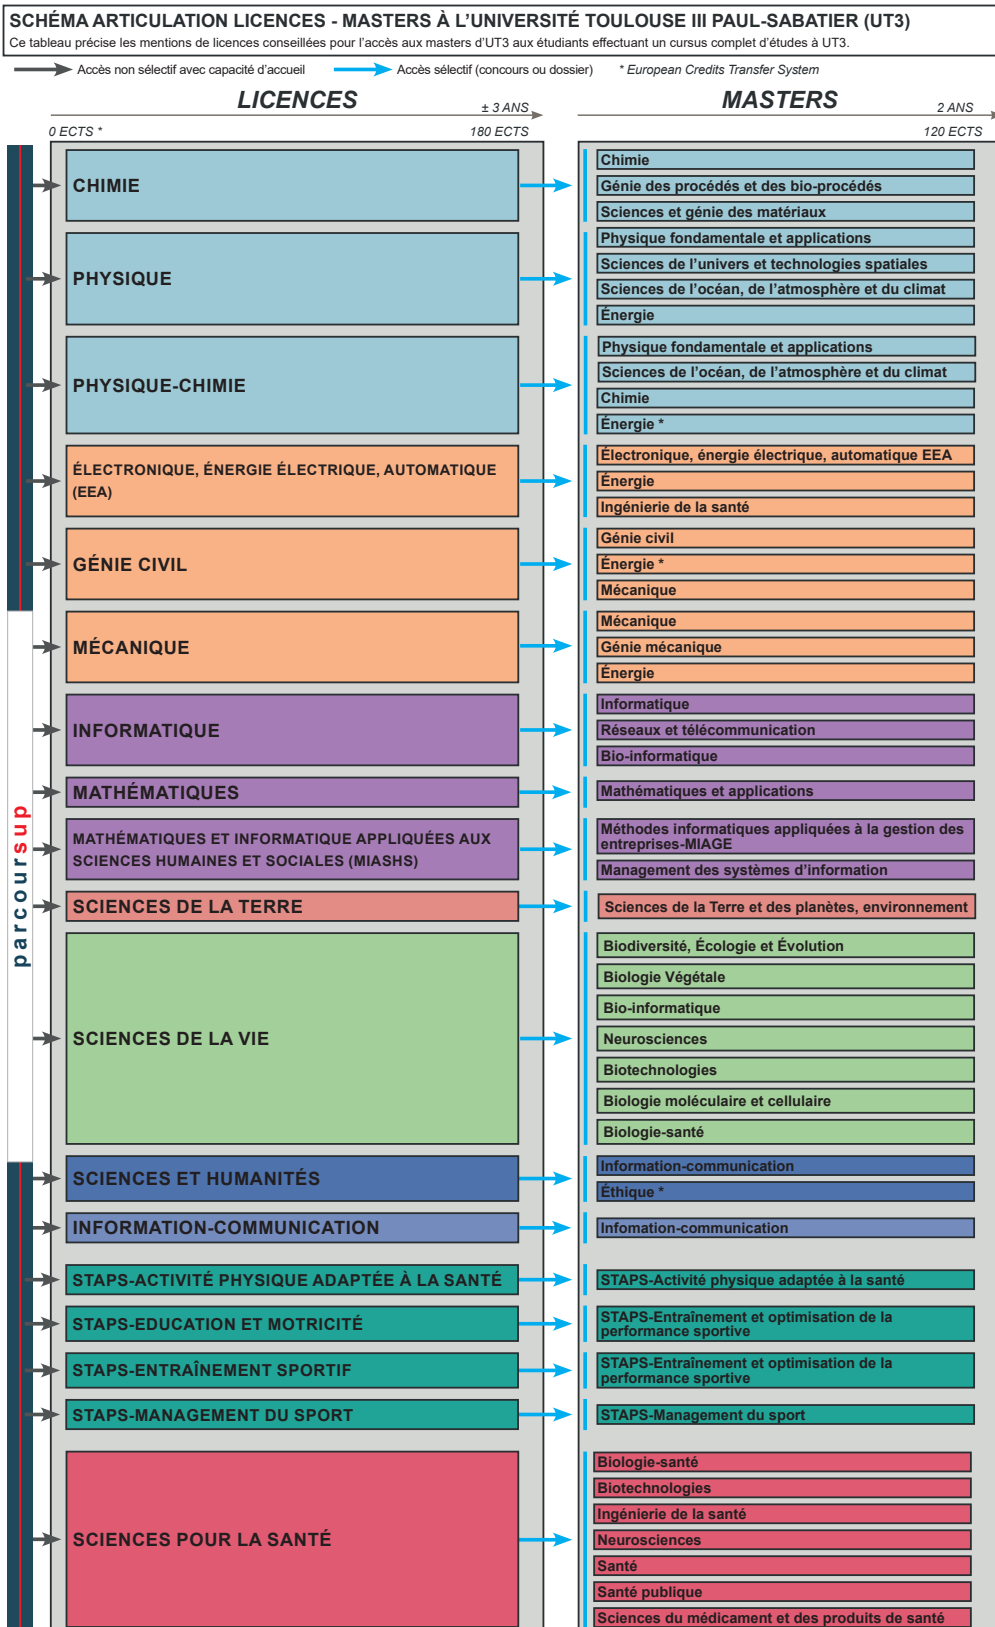 SCHÉMA ARTICULATION LICENCES - MASTERS À L'UNIVERSITÉ TOULOUSE III PAUL-SABATIER (UT3)
Ce tableau précise les mentions de licences conseillées pour l'accès aux masters d'UT3 aux étudiants effectuant un cursus complet d'études à UT3.
Accès non sélectif avec capacité d'accueil
Accès sélectif (concours ou dossier)
* European Credits Transfer System
LICENCES
± 3 ANS
MASTERS
2 ANS
0 ECTS *
180 ECTS
120 ECTS
parcoursup
CHIMIE
Chimie
Génie des procédés et des bio-procédés
Sciences et génie des matériaux
PHYSIQUE
Physique fondamentale et applications
Sciences de l'univers et technologies spatiales
Sciences de l'océan, de l'atmosphère et du climat
Énergie
PHYSIQUE-CHIMIE
Physique fondamentale et applications
Sciences de l'océan, de l'atmosphère et du climat
Chimie
Énergie *
ÉLECTRONIQUE, ÉNERGIE ÉLECTRIQUE, AUTOMATIQUE
(EEA)
Électronique, énergie électrique, automatique EEA
Énergie
Ingénierie de la santé
GÉNIE CIVIL
Génie civil
Énergie *
Mécanique
MÉCANIQUE
Mécanique
Génie mécanique
Énergie
INFORMATIQUE
Informatique
Réseaux et télécommunication
Bio-informatique
MATHÉMATIQUES
Mathématiques et applications
MATHÉMATIQUES ET INFORMATIQUE APPLIQUÉES AUX
SCIENCES HUMAINES ET SOCIALES (MIASHS)
Méthodes informatiques appliquées à la gestion des
entreprises-MIAGE
Management des systèmes d'information
SCIENCES DE LA TERRE
Sciences de la Terre et des planètes, environnement
SCIENCES DE LA VIE
Biodiversité, Écologie et Évolution
Biologie Végétale
Bio-informatique
Neurosciences
Biotechnologies
Biologie moléculaire et cellulaire
Biologie-santé
SCIENCES ET HUMANITÉS
Information-communication
Éthique *
INFORMATION-COMMUNICATION
Infomation-communication
STAPS-ACTIVITÉ PHYSIQUE ADAPTÉE À LA SANTÉ
STAPS-Activité physique adaptée à la santé
STAPS-EDUCATION ET MOTRICITÉ
STAPS-Entraînement et optimisation de la
performance sportive
STAPS-ENTRAÎNEMENT SPORTIF
STAPS-Entraînement et optimisation de la
performance sportive
STAPS-MANAGEMENT DU SPORT
STAPS-Management du sport
SCIENCES POUR LA SANTÉ
Biologie-santé
Biotechnologies
Ingénierie de la santé
Neurosciences
Santé
Santé publique
Sciences du médicament et des produits de santé